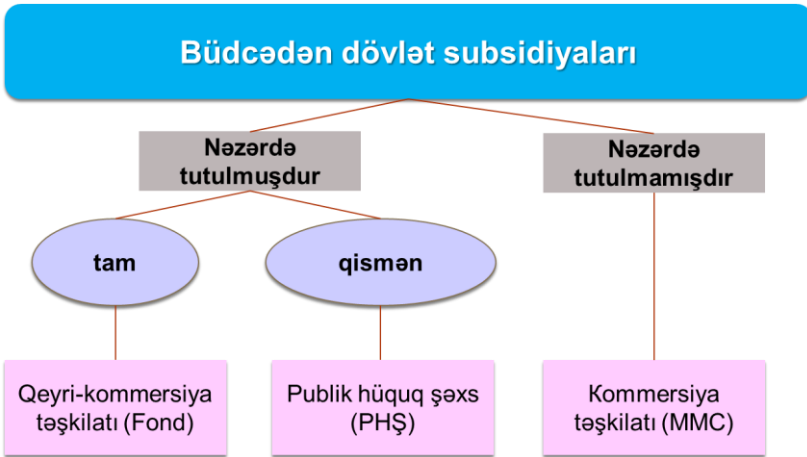 Büdcədən dövlət subsidiyaları
Nəzərdə
tutulmuşdur
Nəzərdə
tutulmamışdır
tam
qismən
Qeyri-kommersiya
təşkilatı (Fond)
Publik hüquq şəxs
(PHŞ)
Kommersiya
təşkilatı (MMC)